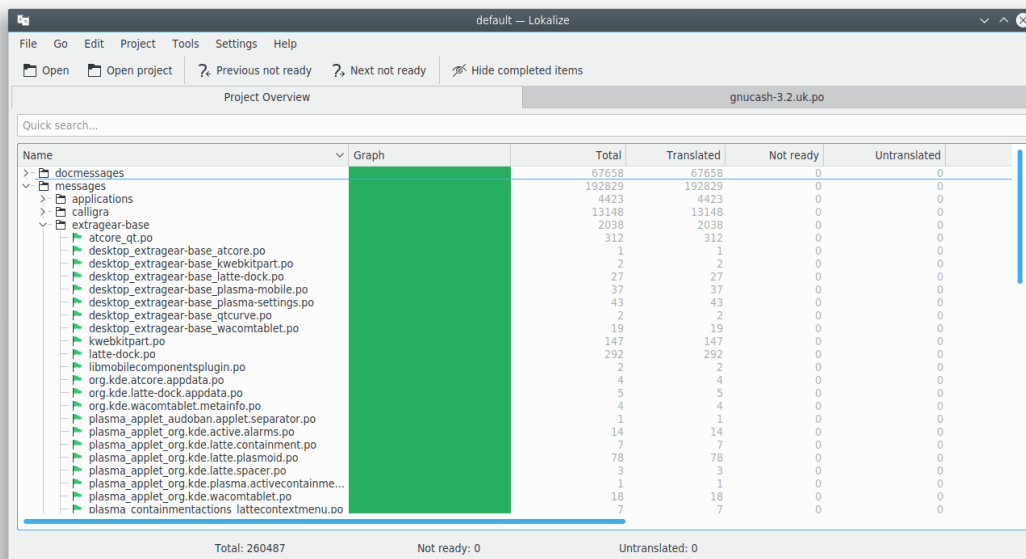 default — Lokalize
File Go Edit Project Tools Settings Help
Open Open project Previous not ready Next not ready Hide completed items
Project Overview gnucash-3.2.uk.po
Quick search...
Name Graph Total Translated Not ready Untranslated
docmessages 67658 67658 0 0
messages 192829 192829 0 0
applications 4423 4423 0 0
calligra 13148 13148 0 0
extragear-base 2038 2038 0 0
atcore_qt.po 312 312 0 0
desktop_extragear-base_atcore.po 1 1 0 0
desktop_extragear-base_kwebkitpart.po 2 2 0 0
desktop_extragear-base_latte-dock.po 27 27 0 0
desktop_extragear-base_plasma-mobile.po 37 37 0 0
desktop_extragear-base_plasma-settings.po 43 43 0 0
desktop_extragear-base_qtcurve.po 2 2 0 0
desktop_extragear-base_wacomtablet.po 19 19 0 0
kwebkitpart.po 147 147 0 0
latte-dock.po 292 292 0 0
libmobilecomponentsplugin.po 2 2 0 0
org.kde.atcore.appdata.po 4 4 0 0
org.kde.latte-dock.appdata.po 5 5 0 0
org.kde.wacomtablet.metainfo.po 4 4 0 0
plasma_applet_audoban.applet.separator.po 1 1 0 0
plasma_applet_org.kde.active.alarms.po 14 14 0 0
plasma_applet_org.kde.latte.containment.po 7 7 0 0
plasma_applet_org.kde.latte.plasmoid.po 78 78 0 0
plasma_applet_org.kde.latte.spacer.po 3 3 0 0
plasma_applet_org.kde.plasma.activecontainme... 1 1 0 0
plasma_applet_org.kde.wacomtablet.po 18 18 0 0
plasma_containmentactions_lattecontextmenu.po 7 7 0 0
Total: 260487 Not ready: 0 Untranslated: 0